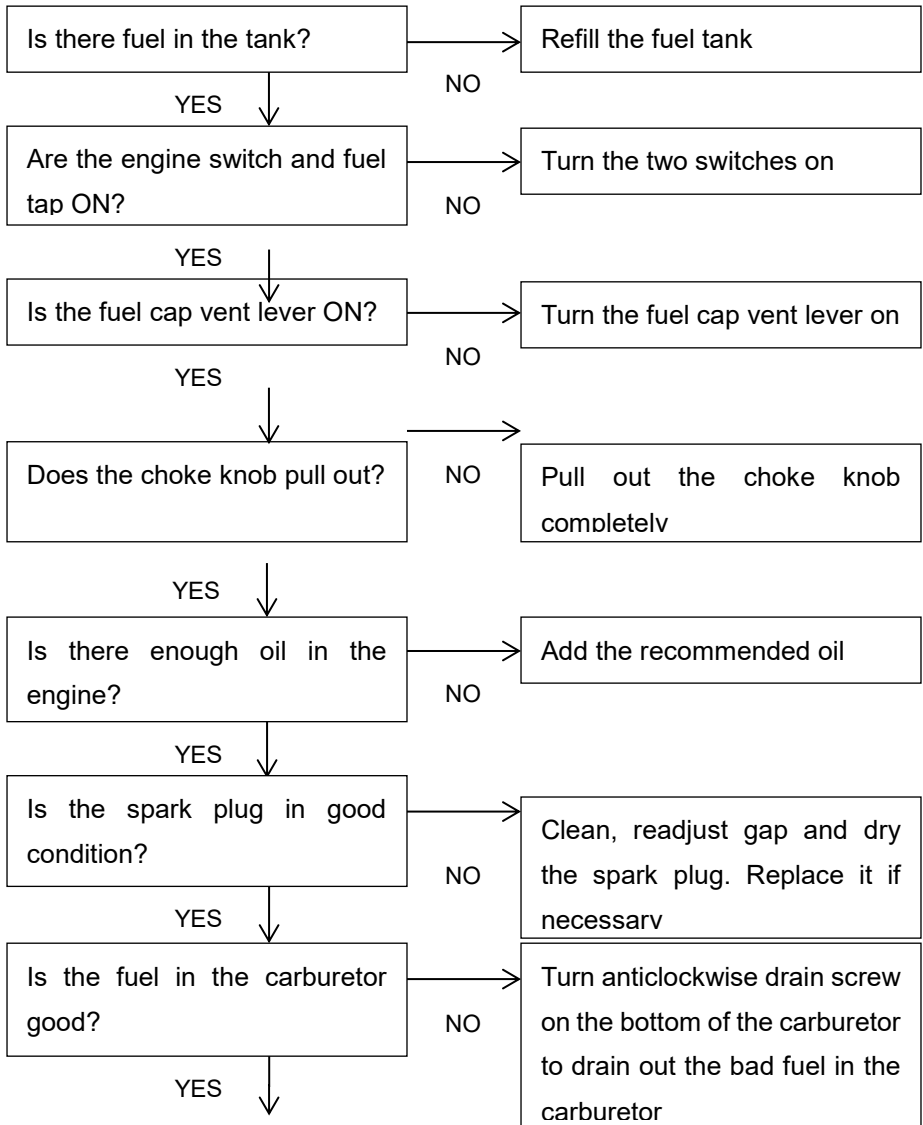 Is there fuel in the tank?
Refill the fuel tank
NO
YES
Are the engine switch and fuel
tap ON?
Turn the two switches on
NO
YES
Is the fuel cap vent lever ON?
Turn the fuel cap vent lever on
NO
YES
Does the choke knob pull out?
NO
Pull out the choke knob
completely
YES
Is there enough oil in the
engine?
Add the recommended oil
NO
YES
Is the spark plug in good
condition?
NO
Clean, readjust gap and dry
the spark plug. Replace it if
necessary
YES
Is the fuel in the carburetor
good?
NO
Turn anticlockwise drain screw
on the bottom of the carburetor
to drain out the bad fuel in the
carburetor
YES